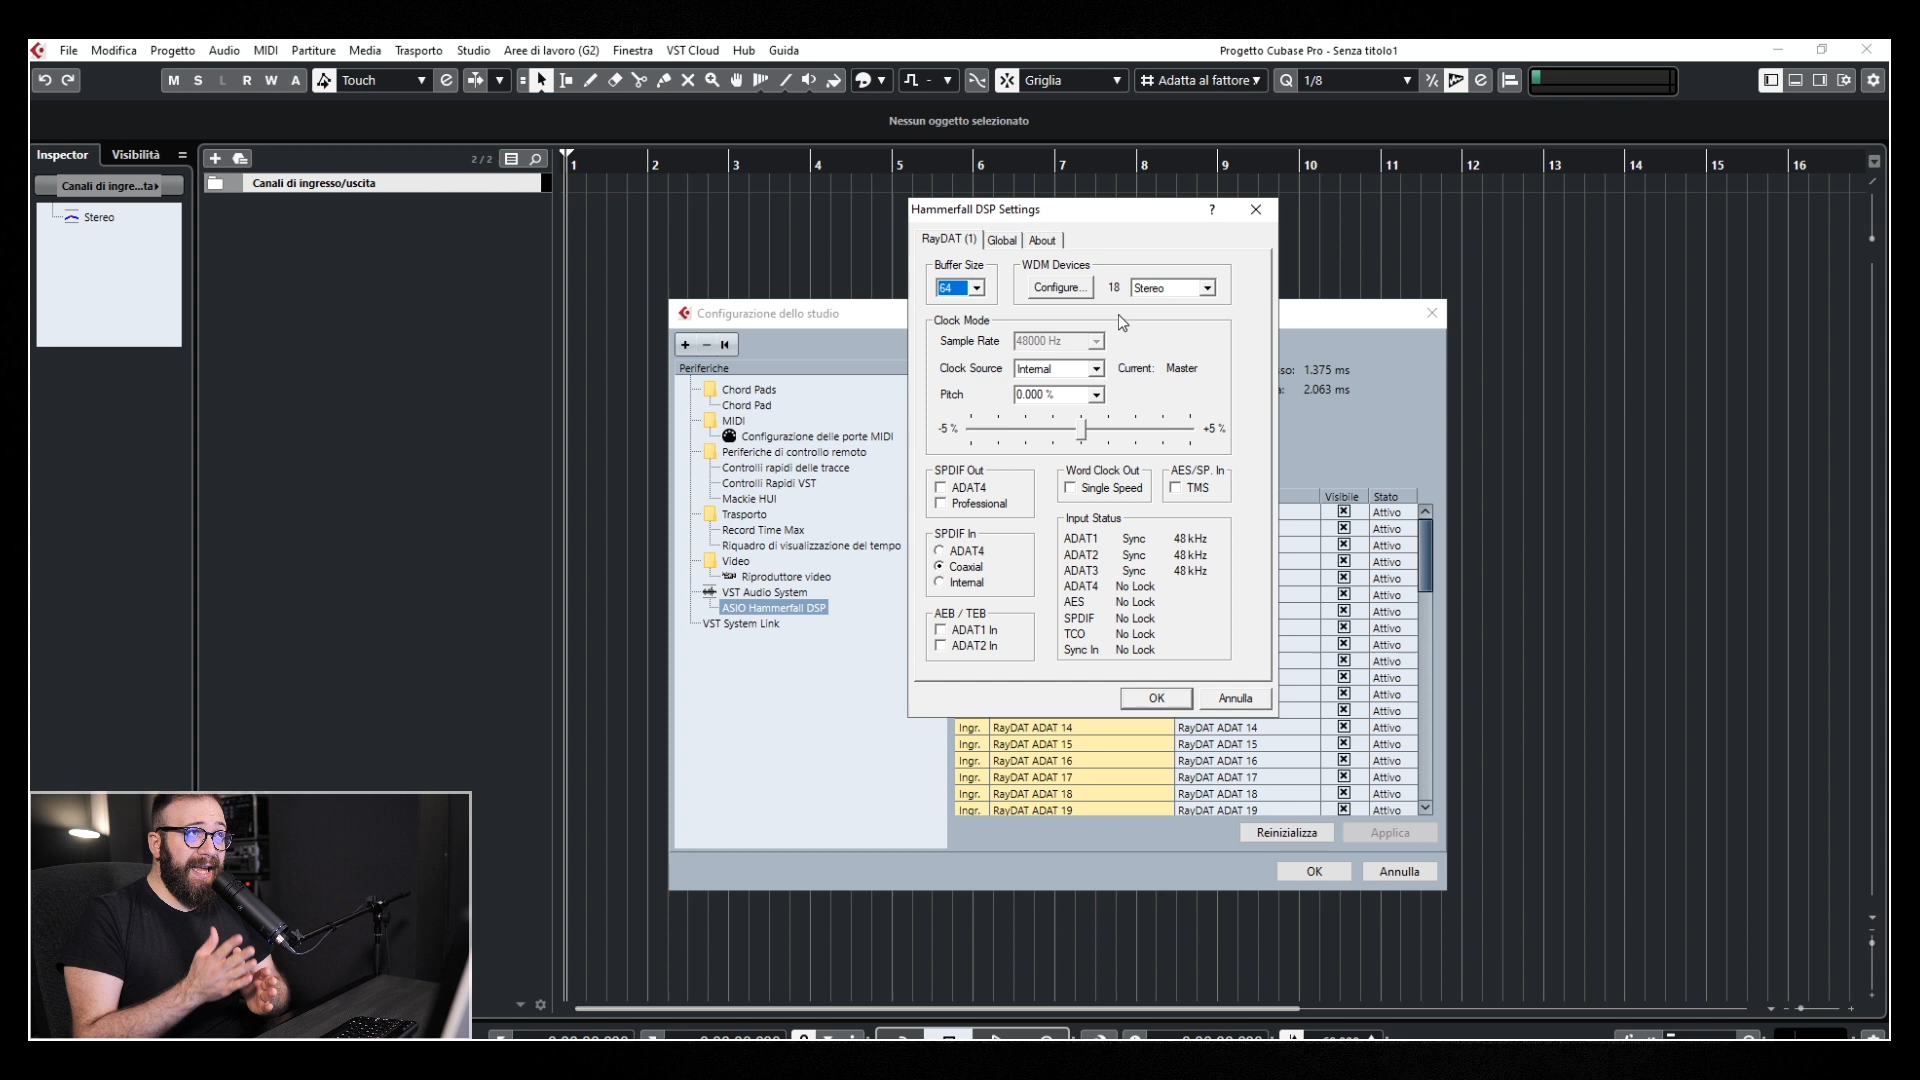 File Modifica Progetto Audio MIDI Partiture Media Trasporto Studio Aree di lavoro (G2) Finestra VST Cloud Hub Guida
Progetto Cubase Pro - Senza titolo1
M S L R W A Touch
Griglia
Adatta al fattore
Q 1/8
Nessun oggetto selezionato
Inspector Visibilità
2 / 2
1 2 3 4 5 6 7 8 9 10 11 12 13 14 15 16
Canali di ingre...ta
Canali di ingresso/uscita
Stereo
Hammerfall DSP Settings ?
RayDAT (1) Global About
Buffer Size
64
WDM Devices
Configure... 18 Stereo
Clock Mode
Sample Rate 48000 Hz
Clock Source Internal Current: Master
Pitch 0.000 %
-5 % +5 %
SPDIF Out
ADAT4
Professional
Word Clock Out
Single Speed
AES/SP. In
TMS
SPDIF In
ADAT4
Coaxial
Internal
AEB / TEB
ADAT1 In
ADAT2 In
Input Status
ADAT1 Sync 48 kHz
ADAT2 Sync 48 kHz
ADAT3 Sync 48 kHz
ADAT4 No Lock
AES No Lock
SPDIF No Lock
TCO No Lock
Sync In No Lock
OK Annulla
Configurazione dello studio
Periferiche
Chord Pads
Chord Pad
MIDI
Configurazione delle porte MIDI
Periferiche di controllo remoto
Controlli rapidi delle tracce
Controlli Rapidi VST
Mackie HUI
Trasporto
Record Time Max
Riquadro di visualizzazione del tempo
Video
Riproduttore video
VST Audio System
ASIO Hammerfall DSP
VST System Link
so: 1.375 ms
a: 2.063 ms
Visibile Stato
Attivo
Attivo
Attivo
Attivo
Attivo
Attivo
Attivo
Attivo
Attivo
Attivo
Attivo
Attivo
Attivo
Ingr. RayDAT ADAT 14 RayDAT ADAT 14 Attivo
Ingr. RayDAT ADAT 15 RayDAT ADAT 15 Attivo
Ingr. RayDAT ADAT 16 RayDAT ADAT 16 Attivo
Ingr. RayDAT ADAT 17 RayDAT ADAT 17 Attivo
Ingr. RayDAT ADAT 18 RayDAT ADAT 18 Attivo
Ingr. RayDAT ADAT 19 RayDAT ADAT 19 Attivo
Reinizializza Applica
OK Annulla